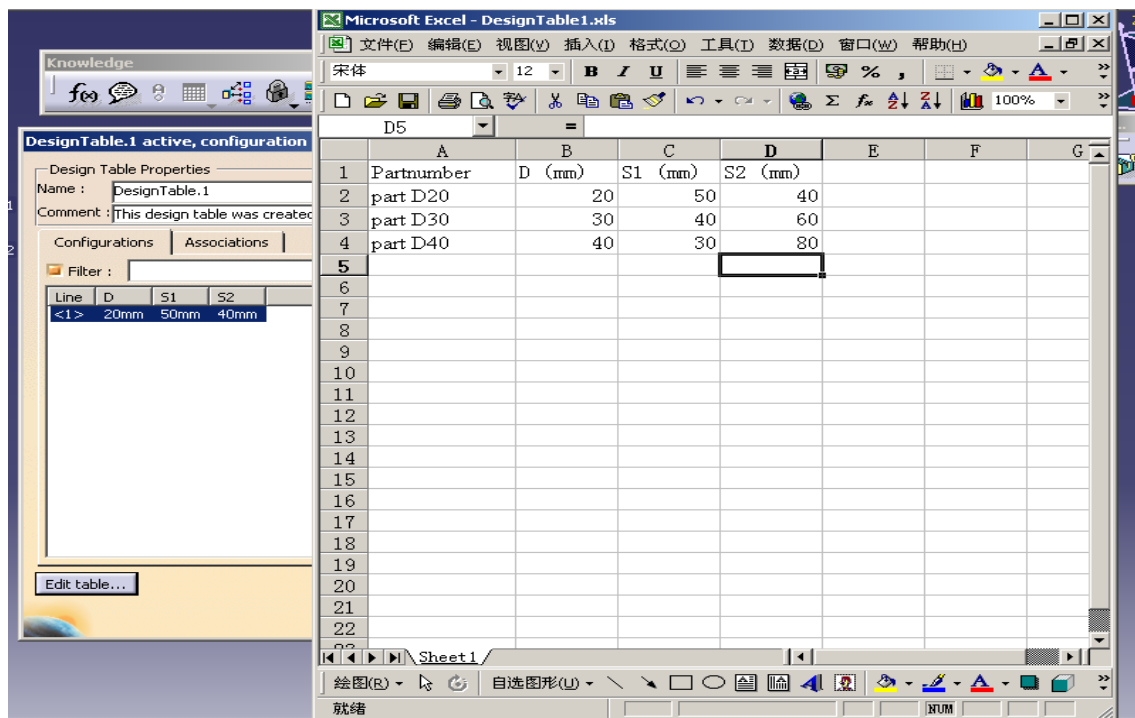 Knowledge
DesignTable.1 active, configuration
Design Table Properties
Name : DesignTable.1
Comment : This design table was created
Configurations Associations
Filter :
Line D S1 S2
<1> 20mm 50mm 40mm
Edit table...
Microsoft Excel - DesignTable1.xls
文件(F) 编辑(E) 视图(V) 插入(I) 格式(O) 工具(T) 数据(D) 窗口(W) 帮助(H)
宋体 12 B I U % ,
100%
D5 =
A B C D E F G
1 Partnumber D (mm) S1 (mm) S2 (mm)
2 part D20 20 50 40
3 part D30 30 40 60
4 part D40 40 30 80
5
6
7
8
9
10
11
12
13
14
15
16
17
18
19
20
21
22
Sheet1
绘图(R) 自选图形(U)
就绪 NUM